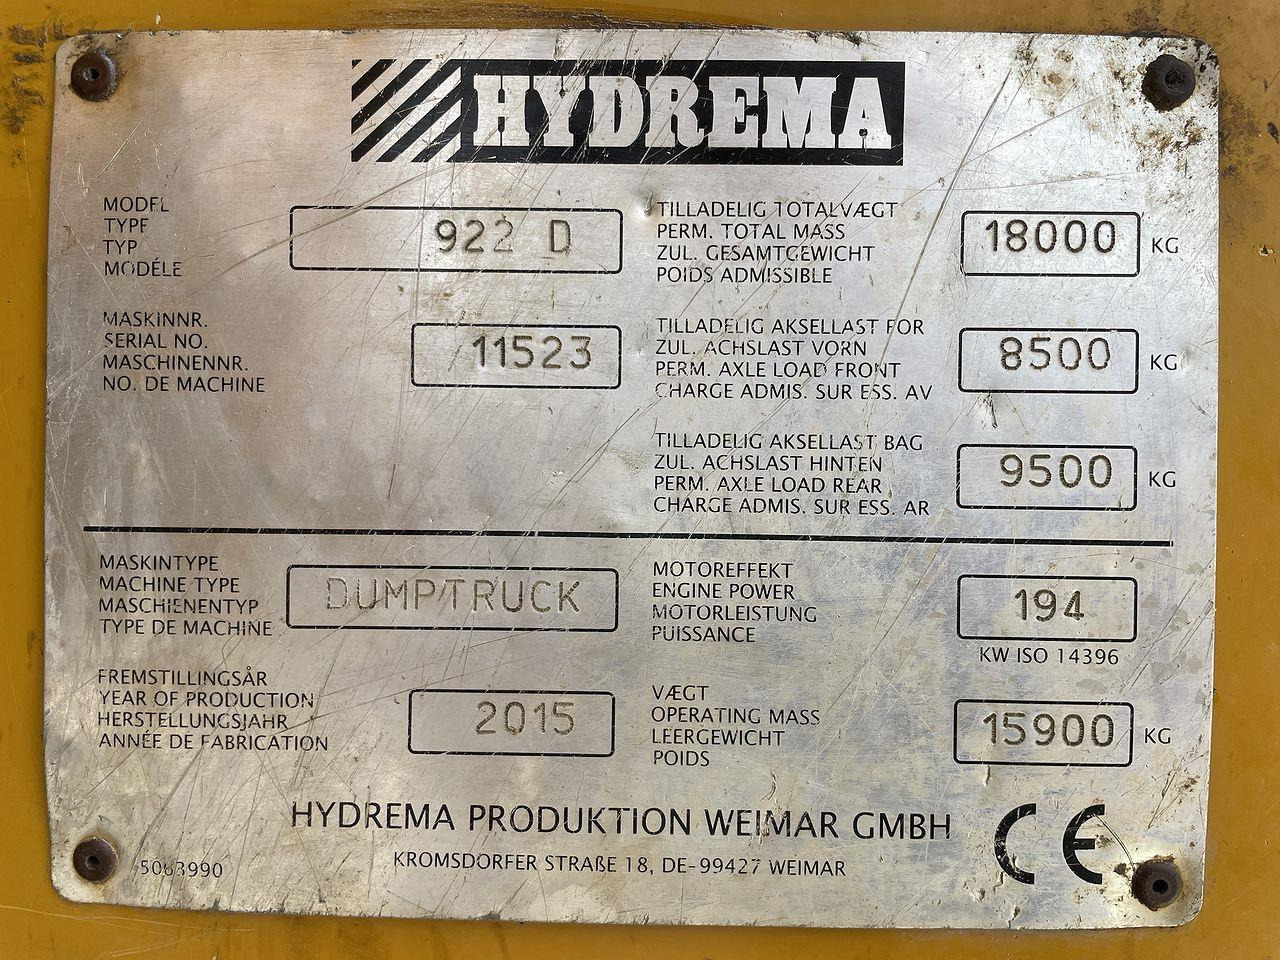 HYDREMA
MODEL
TYPE
TYP
MODÉLE
922 D
MASKINNR.
SERIAL NO.
MASCHINENNR.
NO. DE MACHINE
11523
TILLADELIG TOTALVÆGT
PERM. TOTAL MASS
ZUL. GESAMTGEWICHT
POIDS ADMISSIBLE
18000 KG
TILLADELIG AKSELLAST FOR
ZUL. ACHSLAST VORN
PERM. AXLE LOAD FRONT
CHARGE ADMIS. SUR ESS. AV
8500 KG
TILLADELIG AKSELLAST BAG
ZUL. ACHSLAST HINTEN
PERM. AXLE LOAD REAR
CHARGE ADMIS. SUR ESS. AR
9500 KG
MASKINTYPE
MACHINE TYPE
MASCHIENENTYP
TYPE DE MACHINE
DUMPTRUCK
FREMSTILLINGSÅR
YEAR OF PRODUCTION
HERSTELLUNGSJAHR
ANNÉE DE FABRICATION
2015
MOTOREFFEKT
ENGINE POWER
MOTORLEISTUNG
PUISSANCE
194
KW ISO 14396
VÆGT
OPERATING MASS
LEERGEWICHT
POIDS
15900 KG
HYDREMA PRODUKTION WEIMAR GMBH
KROMSDORFER STRAßE 18, DE-99427 WEIMAR
5063990
CE